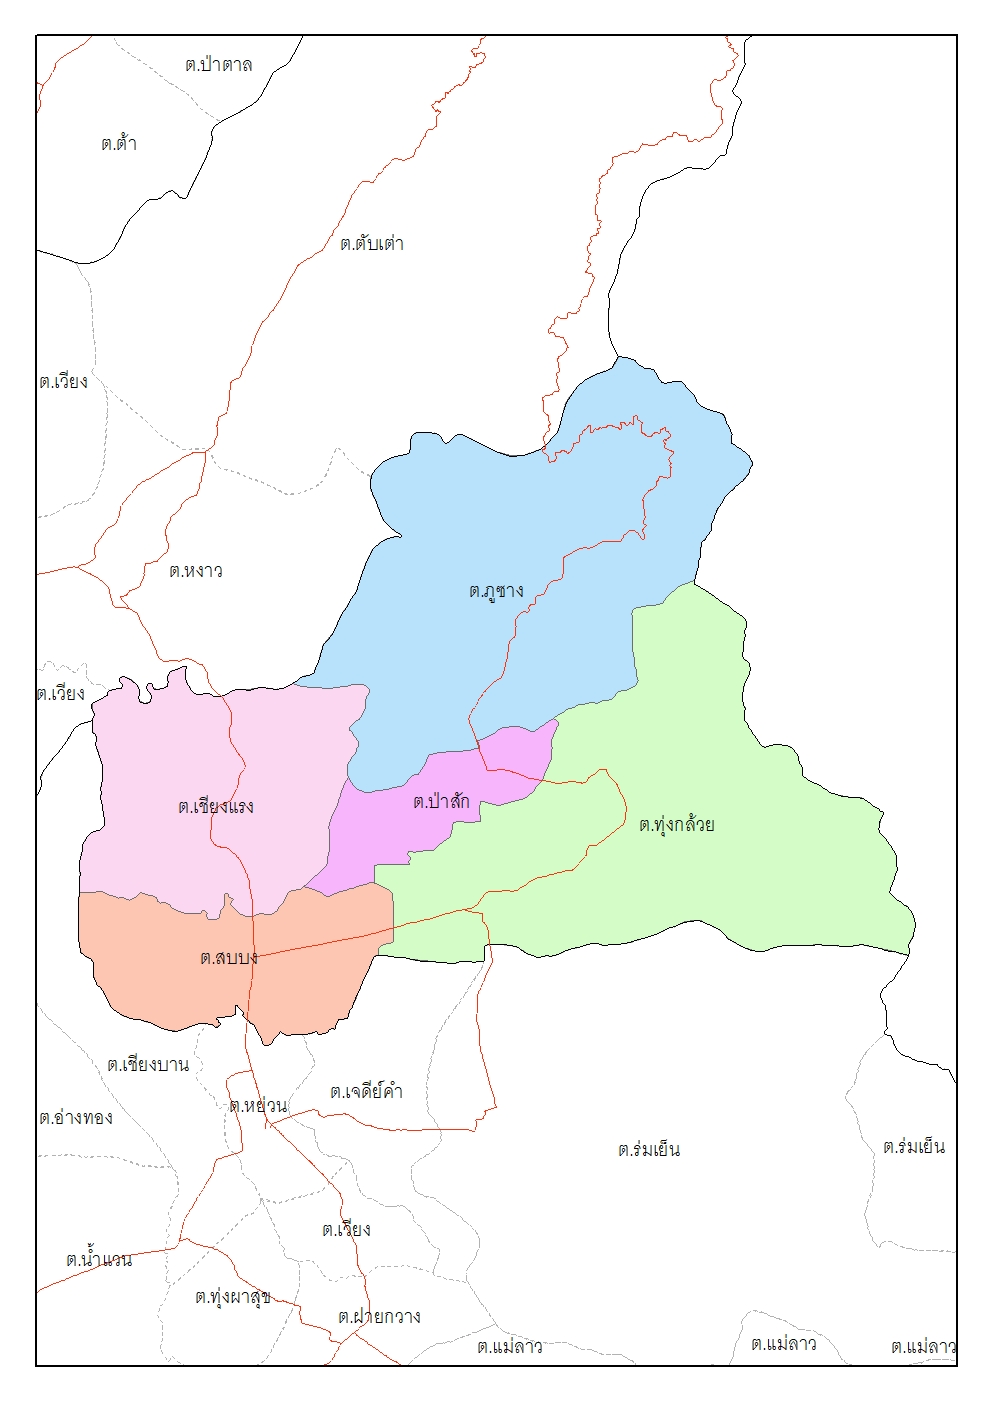 ต.ป่าตาล
ต.ต้า
ต.ตับเต่า
ต.เวียง
ต.หงาว
ต.ภูซาง
ต.เวียง
ต.เชียงแรง
ต.ป่าสัก
ต.ทุ่งกล้วย
ต.สบบง
ต.เชียงบาน
ต.เจดีย์คำ
ต.หย่วน
ต.อ่างทอง
ต.ร่มเย็น
ต.ร่มเย็น
ต.เวียง
ต.น้ำแวน
ต.ทุ่งผาสุข
ต.ฝายกวาง
ต.แม่ลาว
ต.แม่ลาว
ต.แม่ลาว